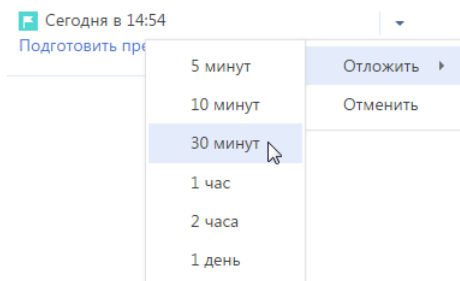 Сегодня в 14:54
Подготовить пре
5 минут
Отложить
10 минут
Отменить
30 минут
1 час
2 часа
1 день